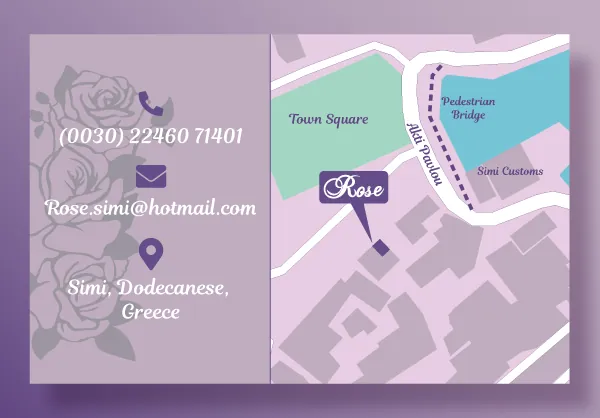 (0030) 22460 71401
Rose.simi@hotmail.com
Simi, Dodecanese,
Greece
Town Square
Pedestrian
Bridge
Akti Pavlou
Simi Customs
Rose